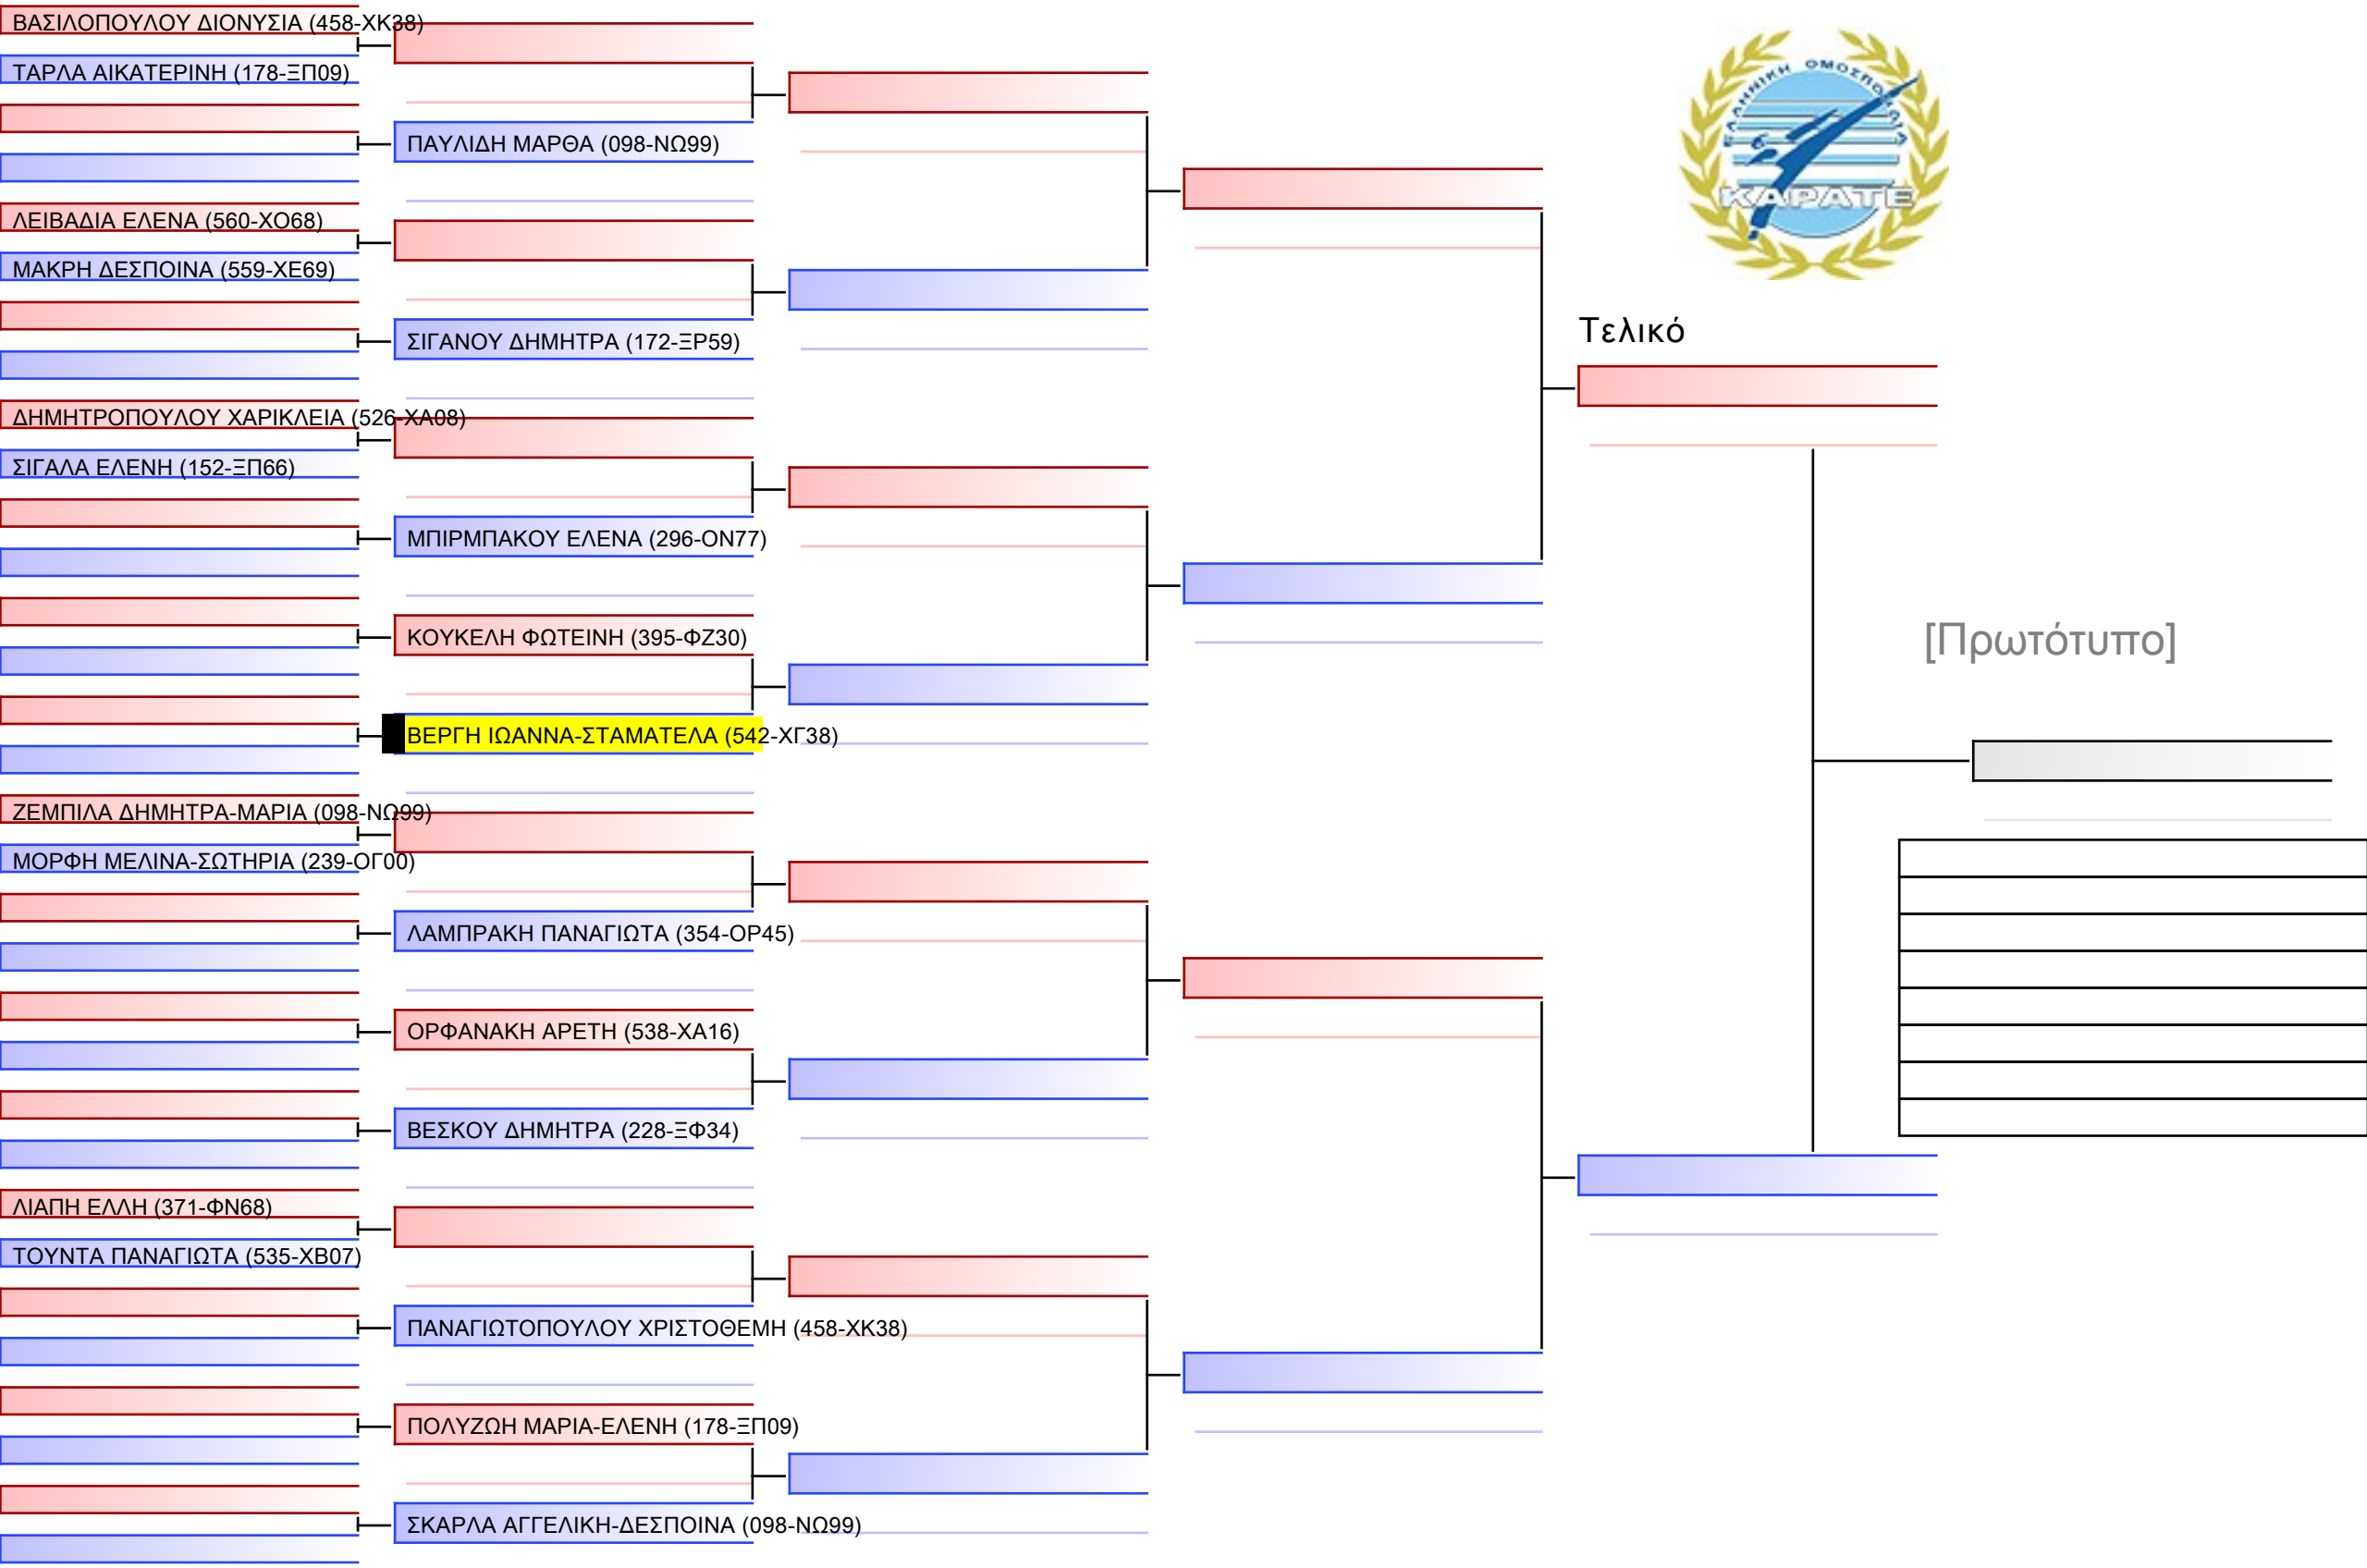 ΒΑΣΙΛΟΠΟΥΛΟΥ ΔΙΟΝΥΣΙΑ (458-ΧΚ38)
ΤΑΡΛΑ ΑΙΚΑΤΕΡΙΝΗ (178-ΞΠ09)
ΠΑΥΛΙΔΗ ΜΑΡΘΑ (098-ΝΩ99)
ΛΕΙΒΑΔΙΑ ΕΛΕΝΑ (560-ΧΟ68)
ΜΑΚΡΗ ΔΕΣΠΟΙΝΑ (559-ΧΕ69)
ΣΙΓΑΝΟΥ ΔΗΜΗΤΡΑ (172-ΞΡ59)
ΔΗΜΗΤΡΟΠΟΥΛΟΥ ΧΑΡΙΚΛΕΙΑ (526-ΧΑ08)
ΣΙΓΑΛΑ ΕΛΕΝΗ (152-ΞΠ66)
ΜΠΙΡΜΠΑΚΟΥ ΕΛΕΝΑ (296-ΟΝ77)
ΚΟΥΚΕΛΗ ΦΩΤΕΙΝΗ (395-ΦΖ30)
ΒΕΡΓΗ ΙΩΑΝΝΑ-ΣΤΑΜΑΤΕΛΑ (542-ΧΓ38)
ΖΕΜΠΙΛΑ ΔΗΜΗΤΡΑ-ΜΑΡΙΑ (098-ΝΩ99)
ΜΟΡΦΗ ΜΕΛΙΝΑ-ΣΩΤΗΡΙΑ (239-ΟΓ00)
ΛΑΜΠΡΑΚΗ ΠΑΝΑΓΙΩΤΑ (354-ΟΡ45)
ΟΡΦΑΝΑΚΗ ΑΡΕΤΗ (538-ΧΑ16)
ΒΕΣΚΟΥ ΔΗΜΗΤΡΑ (228-ΞΦ34)
ΛΙΑΠΗ ΕΛΛΗ (371-ΦΝ68)
ΤΟΥΝΤΑ ΠΑΝΑΓΙΩΤΑ (535-ΧΒ07)
ΠΑΝΑΓΙΩΤΟΠΟΥΛΟΥ ΧΡΙΣΤΟΘΕΜΗ (458-ΧΚ38)
ΠΟΛΥΖΩΗ ΜΑΡΙΑ-ΕΛΕΝΗ (178-ΞΠ09)
ΣΚΑΡΛΑ ΑΓΓΕΛΙΚΗ-ΔΕΣΠΟΙΝΑ (098-ΝΩ99)
ΕΛΛΗΝΙΚΗ ΟΜΟΣΠΟΝΔΙΑ
ΚΑΡΑΤΕ
Τελικό
[Πρωτότυπο]